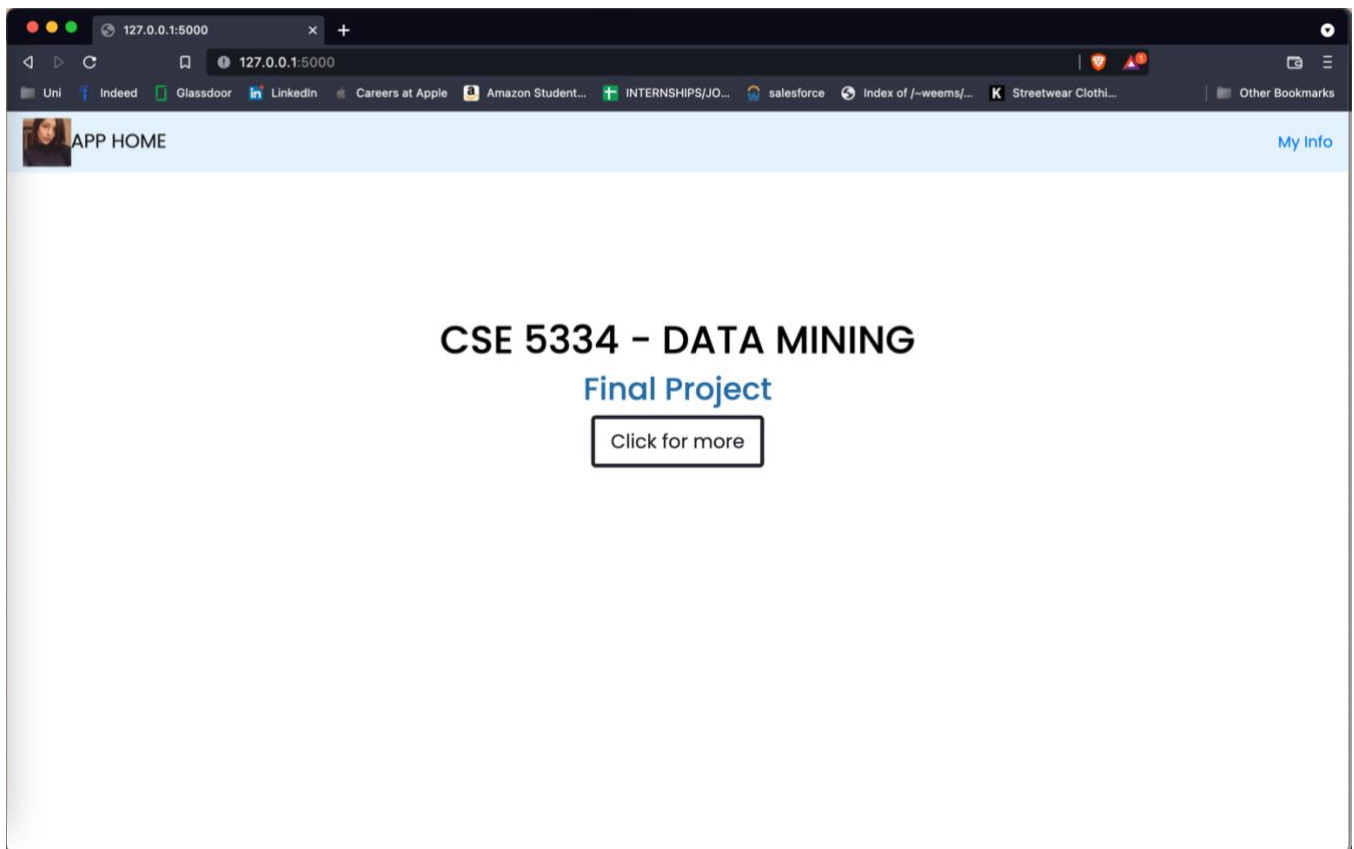 127.0.0.1:5000
127.0.0.1:5000
Uni Indeed Glassdoor LinkedIn Careers at Apple Amazon Student... INTERNSHIPS/JO... salesforce Index of /~weems/... Streetwear Clothi... Other Bookmarks
APP HOME My Info
CSE 5334 - DATA MINING
Final Project
Click for more